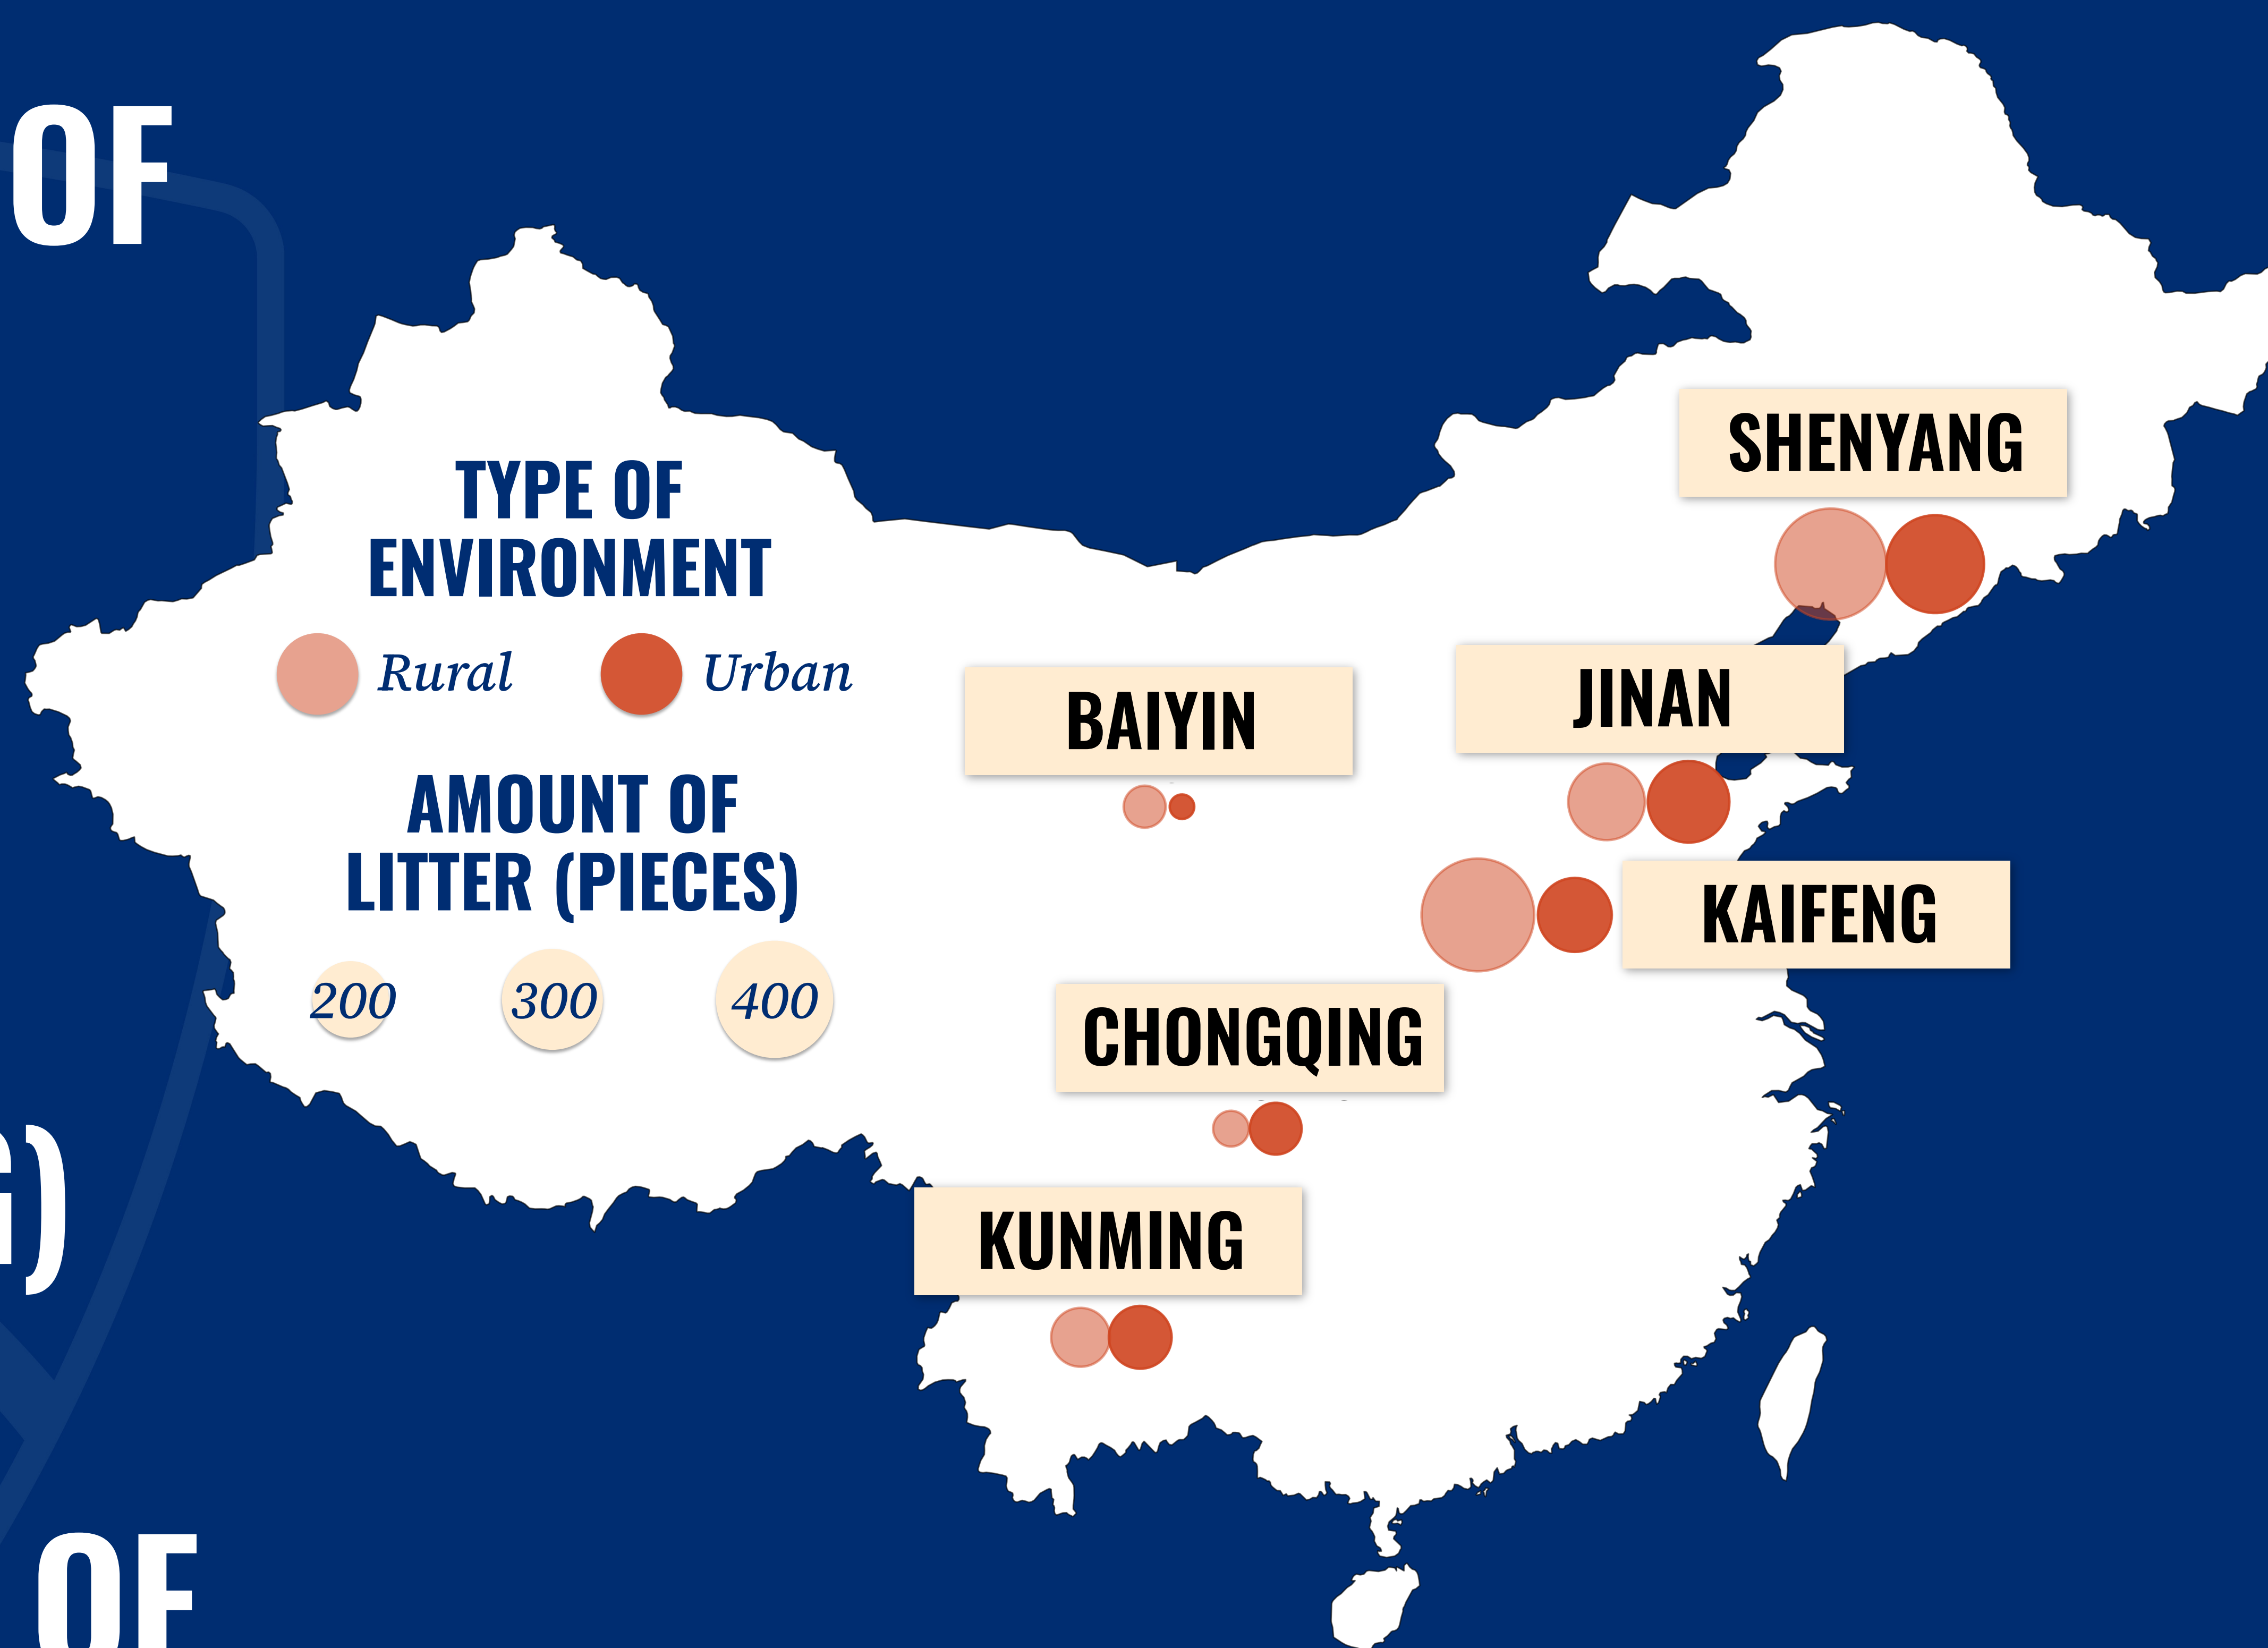 OF
TYPE OF
ENVIRONMENT
Rural
Urban
AMOUNT OF
LITTER (PIECES)
200
300
400
SHENYANG
BAIYIN
JINAN
KAIFENG
CHONGQING
KUNMING
)
OF